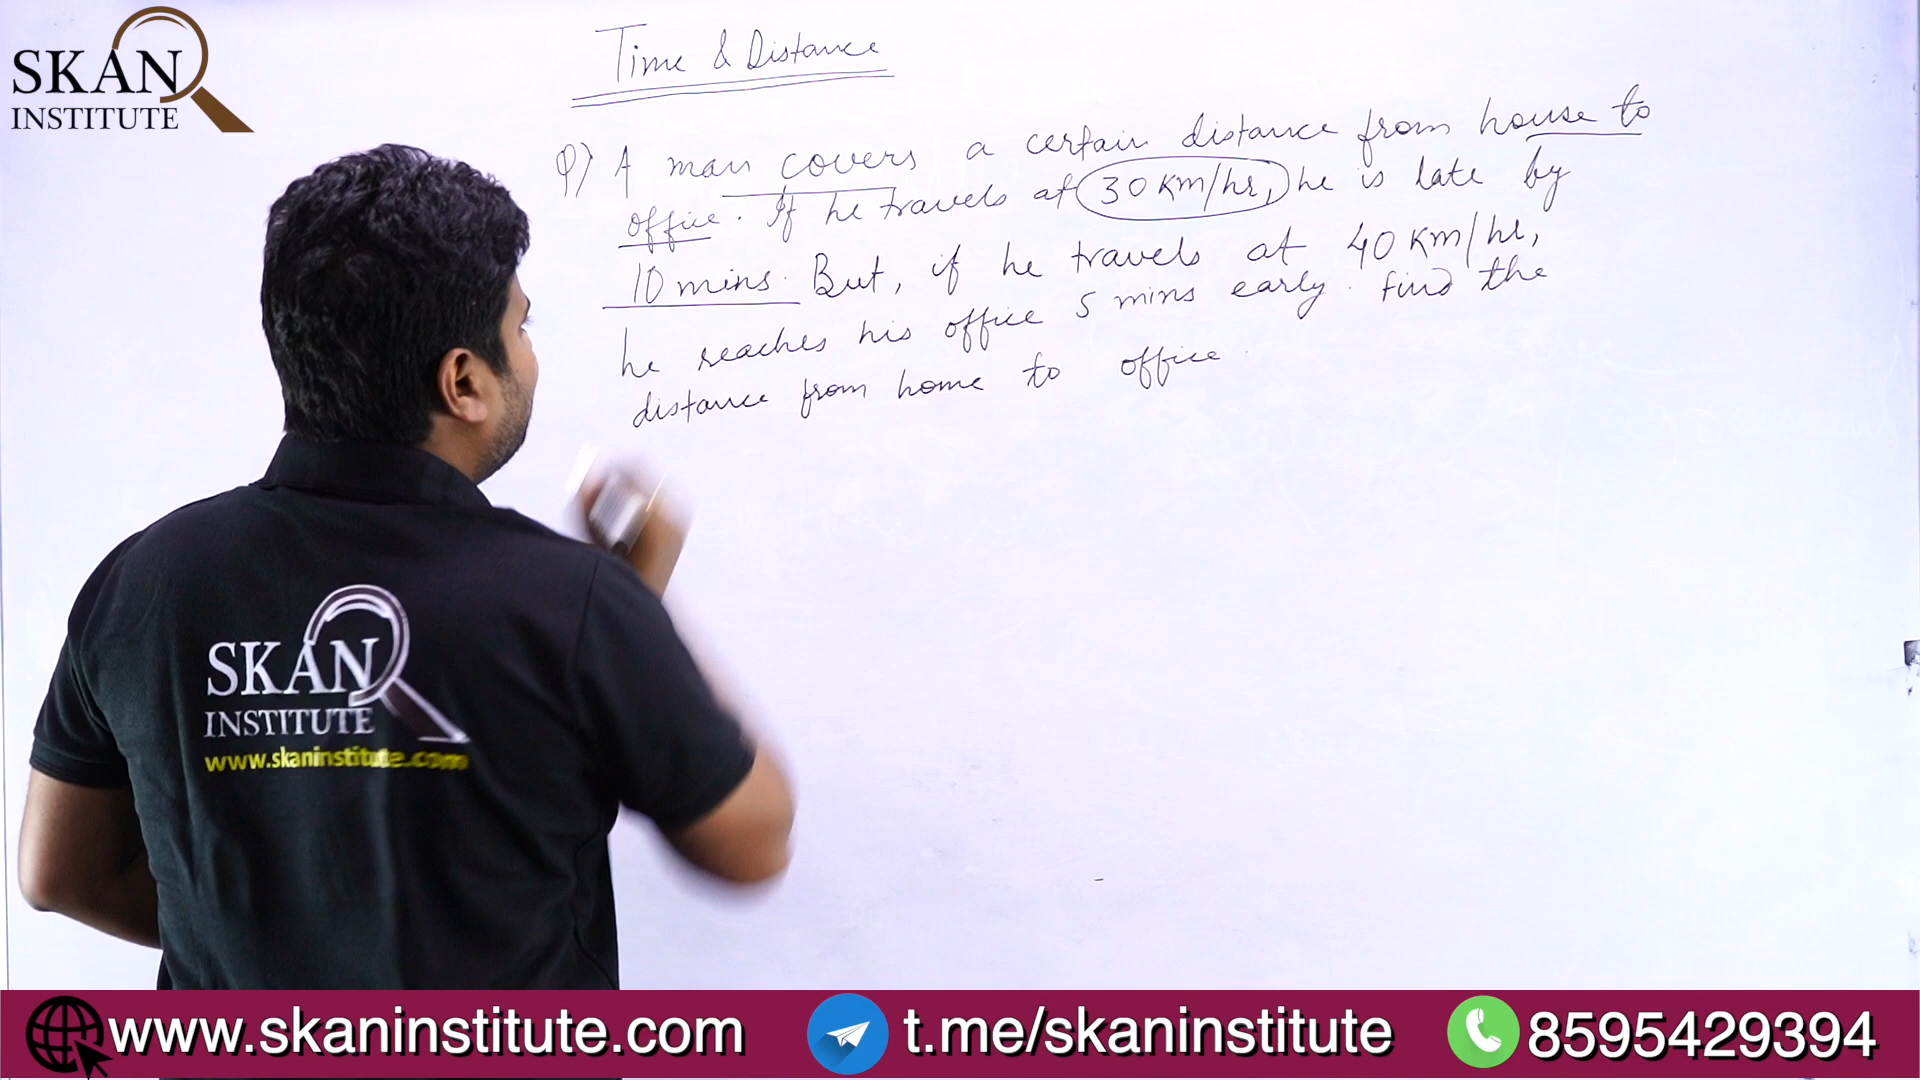 SKAN
INSTITUTE
Time & Distance
Q) A man covers a certain distance from house to
office. If he travels at 30 km/hr, he is late by
10 mins. But, if he travels at 40 km/hr,
he reaches his office 5 mins early. Find the
distance from home to office.
SKAN
INSTITUTE
www.skaninstitute.com
www.skaninstitute.com
t.me/skaninstitute
8595429394